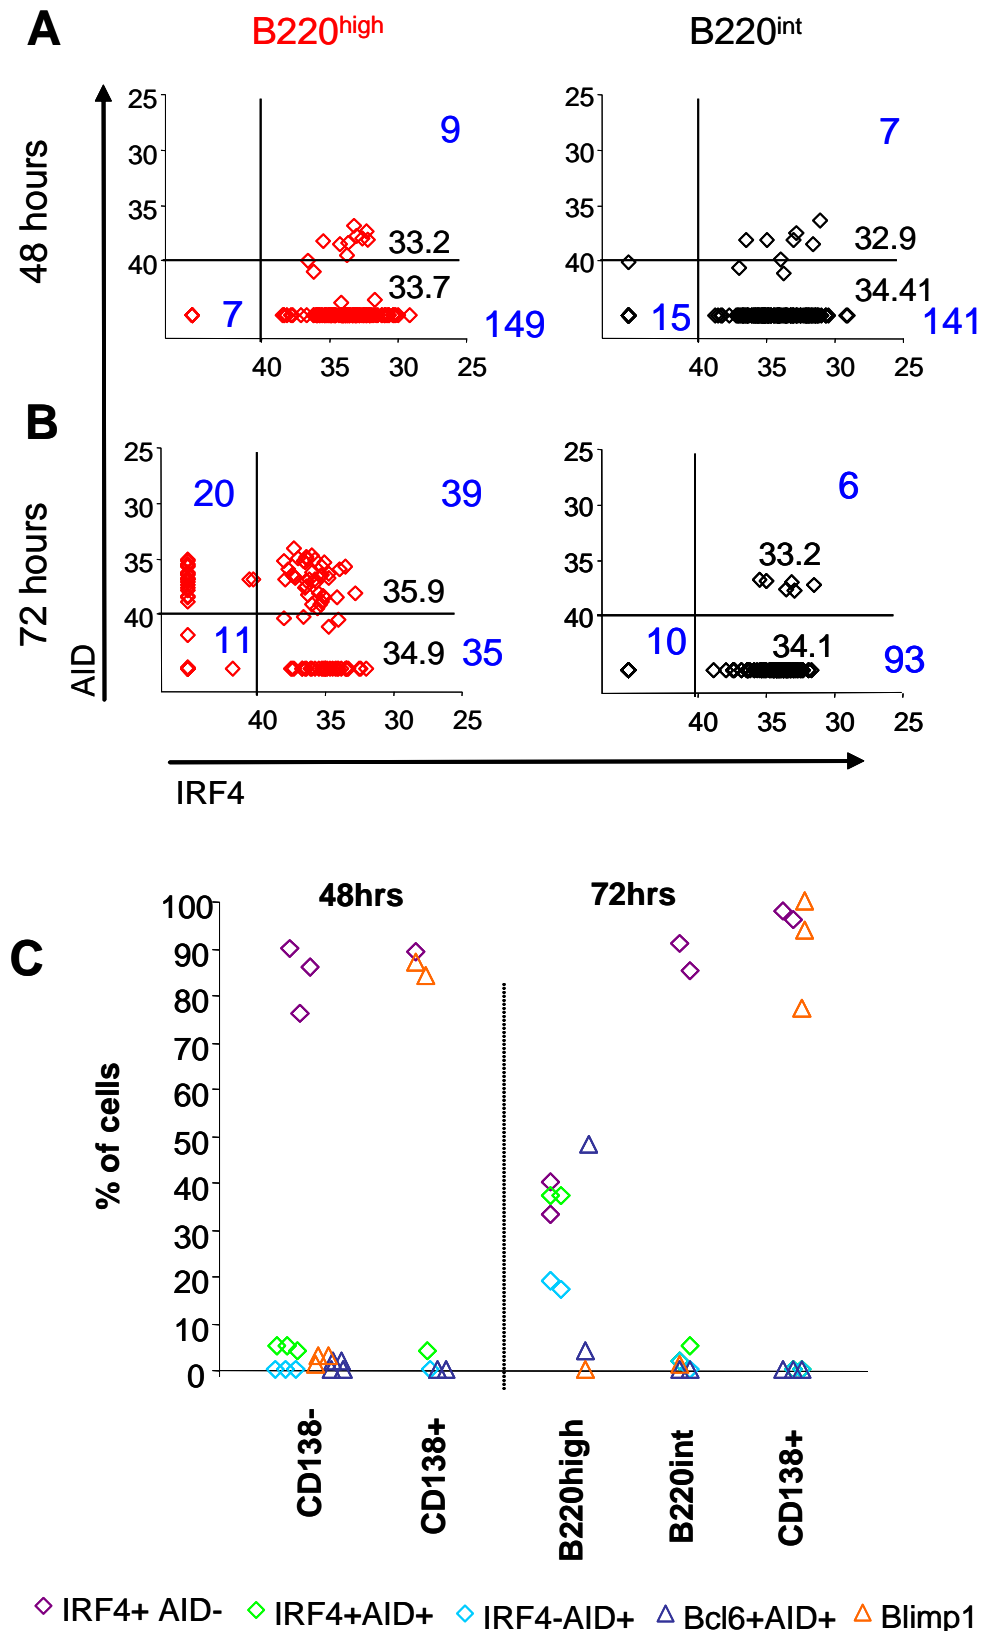 A
B220high
B220int
48 hours
25
30
35
40
9
33.2
33.7
7
149
40
35
30
25
25
30
35
40
7
32.9
34.41
15
141
40
35
30
25
B
72 hours
AID
25
30
35
40
20
39
35.9
11
34.9
35
40
35
30
25
25
30
35
40
6
33.2
10
34.1
93
40
35
30
25
IRF4
C
48hrs
72hrs
% of cells
100
90
80
70
60
50
40
30
20
10
0
CD138-
CD138+
B220high
B220int
CD138+
IRF4+ AID-
IRF4+AID+
IRF4-AID+
Bcl6+AID+
Blimp1